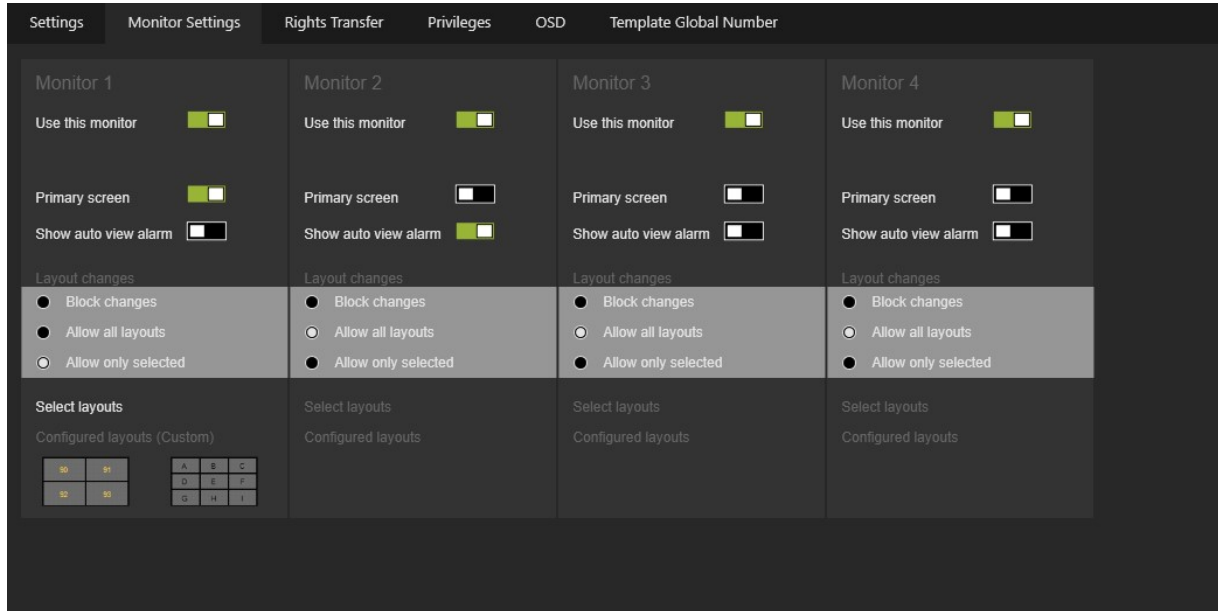 Settings Monitor Settings Rights Transfer Privileges OSD Template Global Number
Monitor 1 Monitor 2 Monitor 3 Monitor 4
Use this monitor Use this monitor Use this monitor Use this monitor
Primary screen Primary screen Primary screen Primary screen
Show auto view alarm Show auto view alarm Show auto view alarm Show auto view alarm
Layout changes Layout changes Layout changes Layout changes
Block changes Block changes Block changes Block changes
Allow all layouts Allow all layouts Allow all layouts Allow all layouts
Allow only selected Allow only selected Allow only selected Allow only selected
Select layouts Select layouts Select layouts Select layouts
Configured layouts (Custom) Configured layouts Configured layouts Configured layouts
90 91 A B C
D E F
92 93 G H I